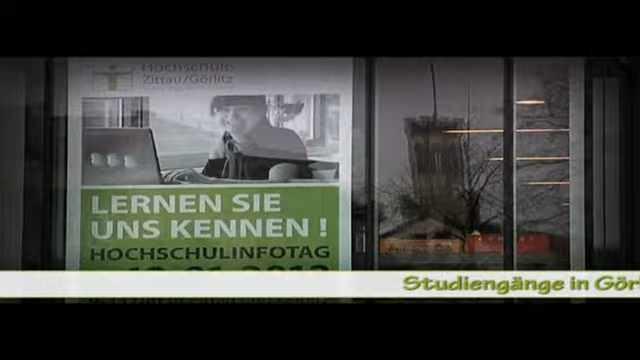 Hochschule
Zittau/Görlitz
LERNEN SIE
UNS KENNEN !
HOCHSCHULINFOTAG
Studiengänge in Gör